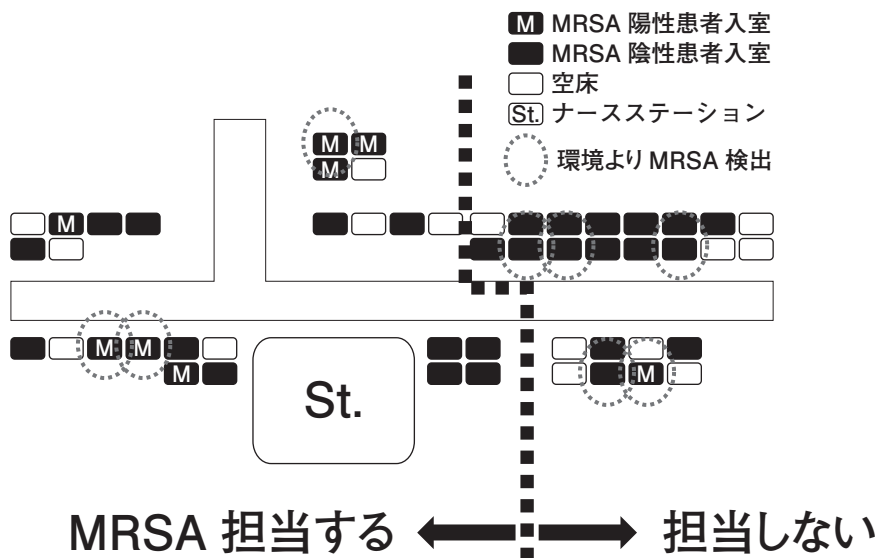 M MRSA 陽性患者入室
MRSA 陰性患者入室
空床
St. ナースステーション
環境より MRSA 検出
M M
M
M
M M
M
M
St.
MRSA 担当する
担当しない